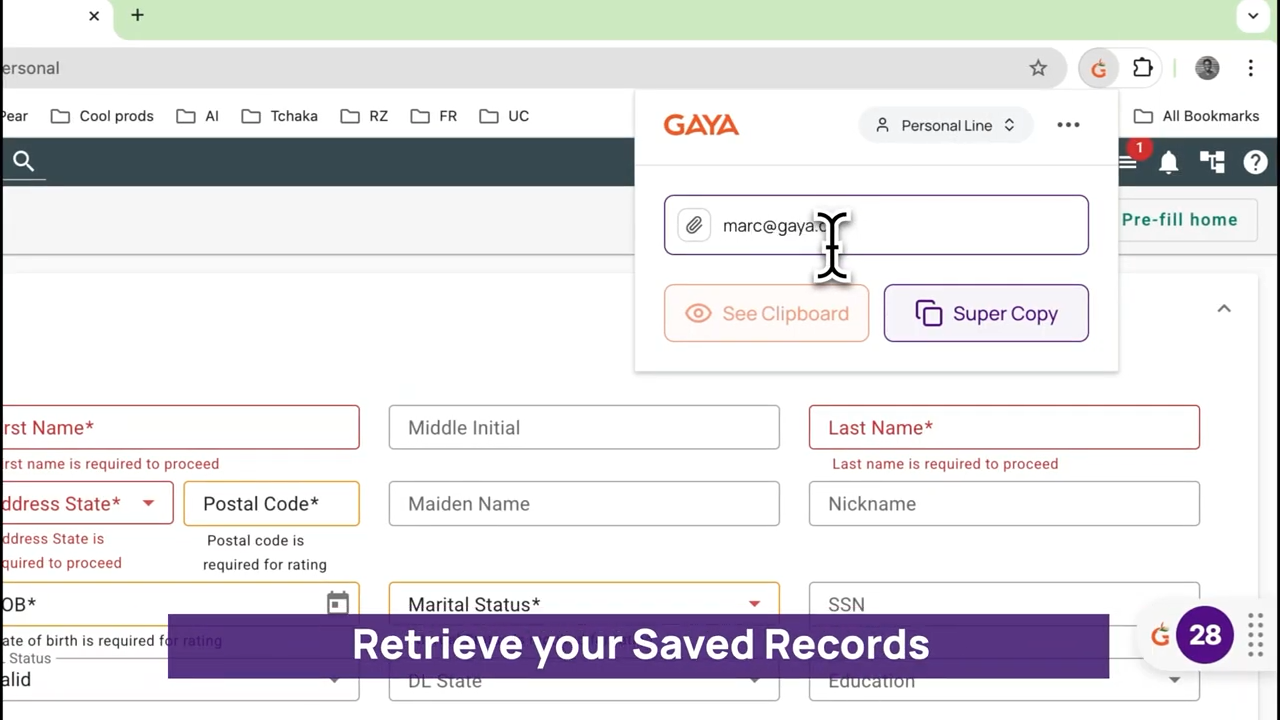 ersonal
Pear
Cool prods
AI
Tchaka
RZ
FR
UC
All Bookmarks
GAYA
Personal Line
1
marc@gaya.
Pre-fill home
See Clipboard
Super Copy
rst Name*
Middle Initial
Last Name*
irst name is required to proceed
Last name is required to proceed
ddress State*
Postal Code*
Maiden Name
Nickname
ddress State is
quired to proceed
Postal code is
required for rating
OB*
Marital Status*
SSN
ate of birth is required for rating
Retrieve your Saved Records
G 28
L Status
alid
DL State
Education